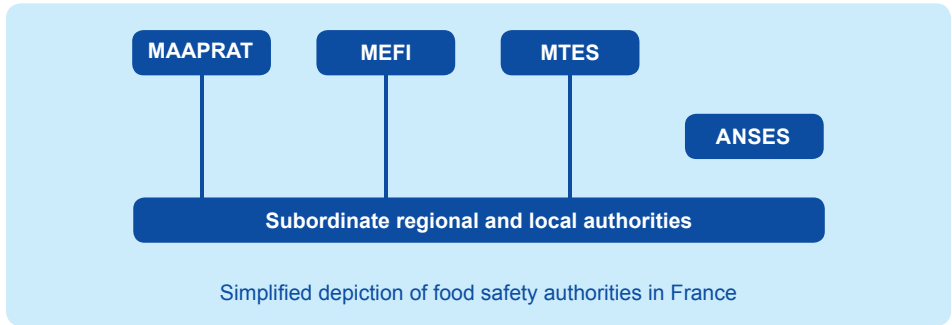 MAAPRAT
MEFI
MTES
ANSES
Subordinate regional and local authorities
Simplified depiction of food safety authorities in France